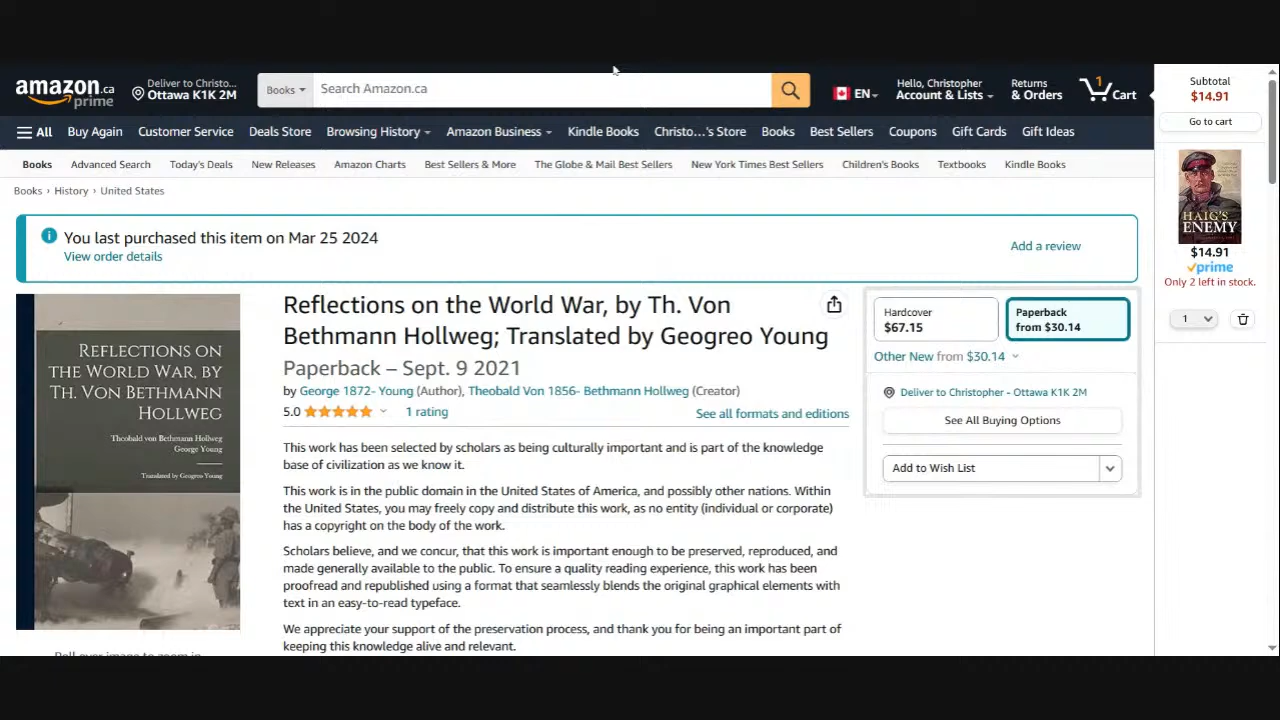 amazon.ca
prime
Deliver to Christo...
Ottawa K1K 2M
Books
Search Amazon.ca
EN
Hello, Christopher
Account & Lists
Returns
& Orders
1
Cart
All
Buy Again
Customer Service
Deals Store
Browsing History
Amazon Business
Kindle Books
Christo...'s Store
Books
Best Sellers
Coupons
Gift Cards
Gift Ideas
Books
Advanced Search
Today's Deals
New Releases
Amazon Charts
Best Sellers & More
The Globe & Mail Best Sellers
New York Times Best Sellers
Children's Books
Textbooks
Kindle Books
Books › History › United States
You last purchased this item on Mar 25 2024
View order details
Add a review
REFLECTIONS ON
THE WORLD WAR, BY
TH. VON BETHMANN
HOLLWEG
Theobald von Bethmann Hollweg
George Young
Translated by Geogreo Young
Roll over image to zoom in
Reflections on the World War, by Th. Von
Bethmann Hollweg; Translated by Geogreo Young
Paperback – Sept. 9 2021
by George 1872- Young (Author), Theobald Von 1856- Bethmann Hollweg (Creator)
5.0
1 rating
See all formats and editions
This work has been selected by scholars as being culturally important and is part of the knowledge
base of civilization as we know it.
This work is in the public domain in the United States of America, and possibly other nations. Within
the United States, you may freely copy and distribute this work, as no entity (individual or corporate)
has a copyright on the body of the work.
Scholars believe, and we concur, that this work is important enough to be preserved, reproduced, and
made generally available to the public. To ensure a quality reading experience, this work has been
proofread and republished using a format that seamlessly blends the original graphical elements with
text in an easy-to-read typeface.
We appreciate your support of the preservation process, and thank you for being an important part of
keeping this knowledge alive and relevant.
Hardcover
$67.15
Paperback
from $30.14
Other New from $30.14
Deliver to Christopher - Ottawa K1K 2M
See All Buying Options
Add to Wish List
Subtotal
$14.91
Go to cart
HAIG'S
ENEMY
$14.91
prime
Only 2 left in stock.
1